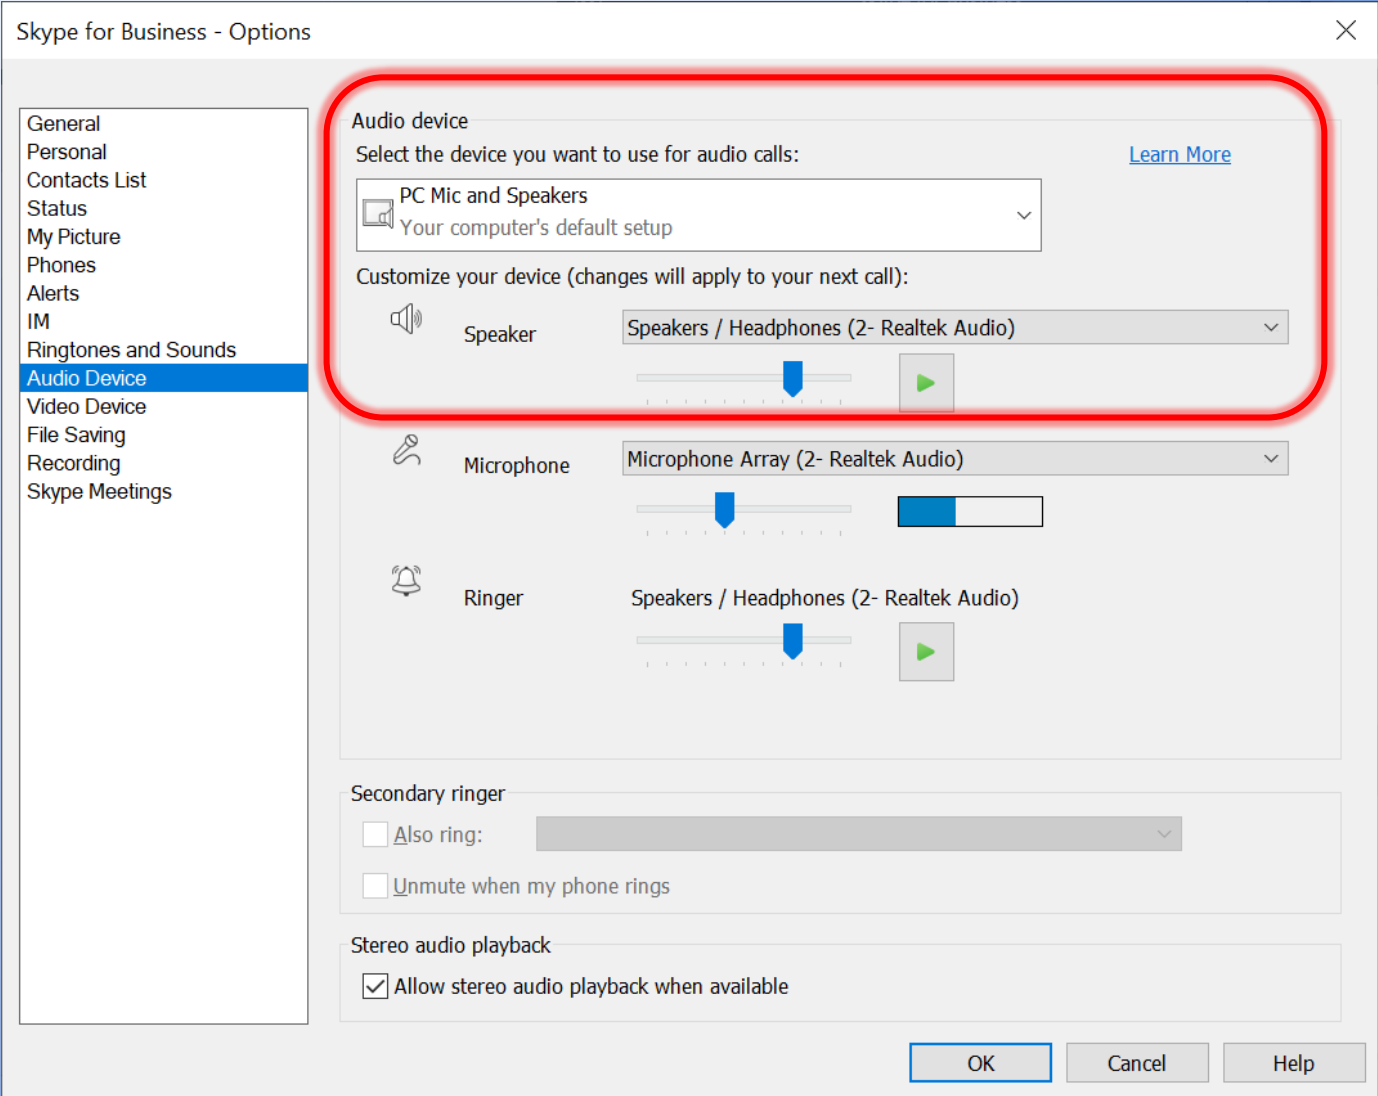 Skype for Business - Options
General
Personal
Contacts List
Status
My Picture
Phones
Alerts
IM
Ringtones and Sounds
Audio Device
Video Device
File Saving
Recording
Skype Meetings
Audio device
Select the device you want to use for audio calls:
Learn More
PC Mic and Speakers
Your computer's default setup
Customize your device (changes will apply to your next call):
Speaker
Speakers / Headphones (2- Realtek Audio)
Microphone
Microphone Array (2- Realtek Audio)
Ringer
Speakers / Headphones (2- Realtek Audio)
Secondary ringer
Also ring:
Unmute when my phone rings
Stereo audio playback
Allow stereo audio playback when available
OK
Cancel
Help